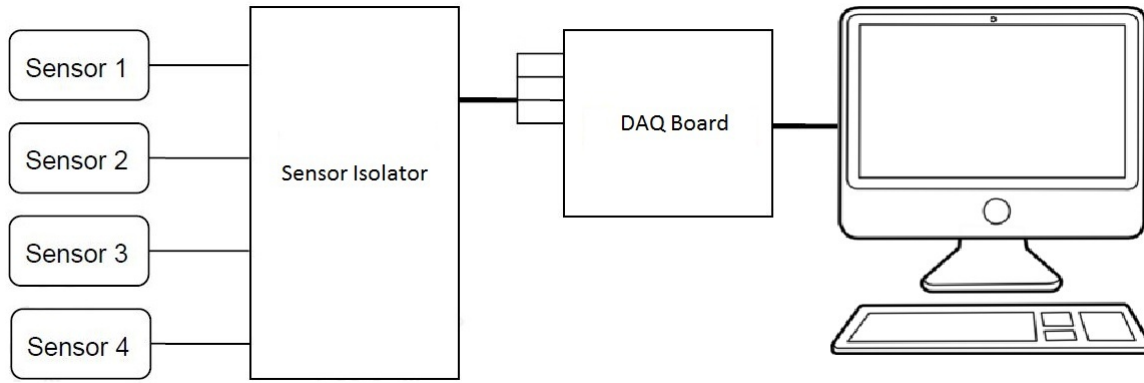 Sensor 1
Sensor 2
Sensor 3
Sensor 4
Sensor Isolator
DAQ Board